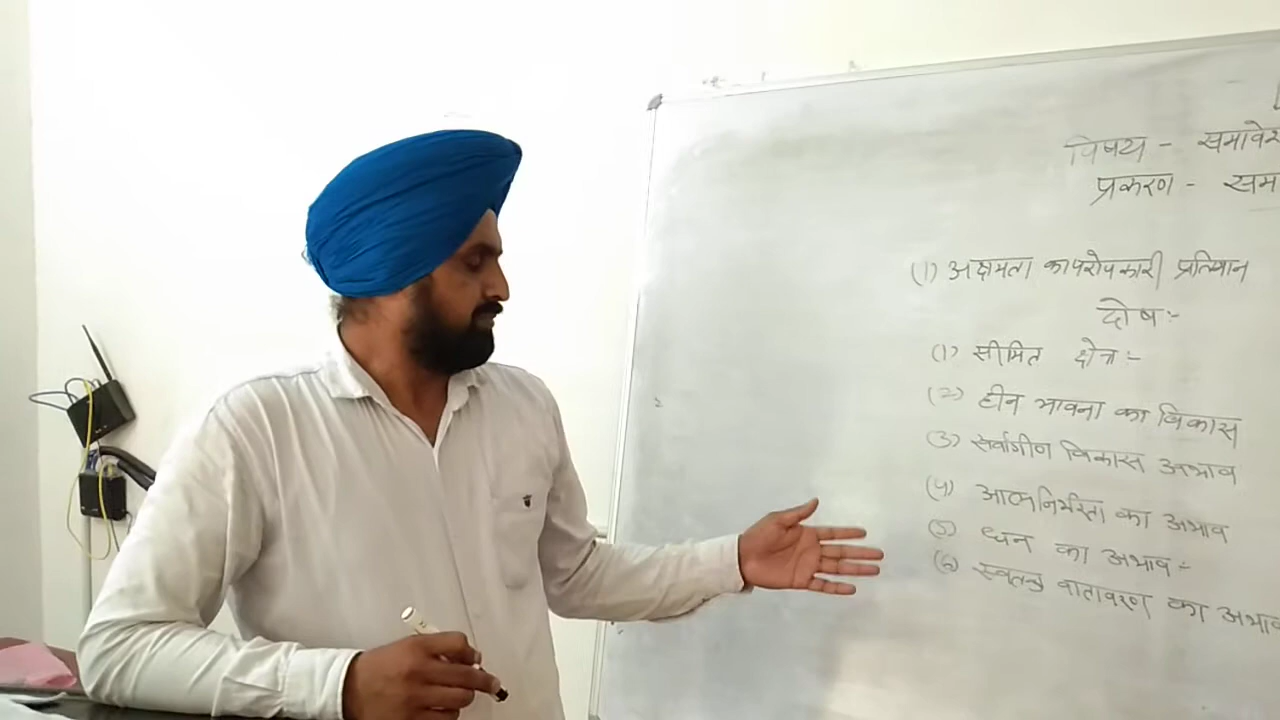 विषय - समावेश
प्रकरण - सम
(1) अक्षमता का परोपकारी प्रतिमान
दोष:-
(1) सीमित क्षेत्र:-
(2) हीन भावना का विकास
(3) सर्वांगीण विकास अभाव
(4) आत्मनिर्भरता का अभाव
(5) धन का अभाव:-
(6) स्वतन्त्र वातावरण का अभाव